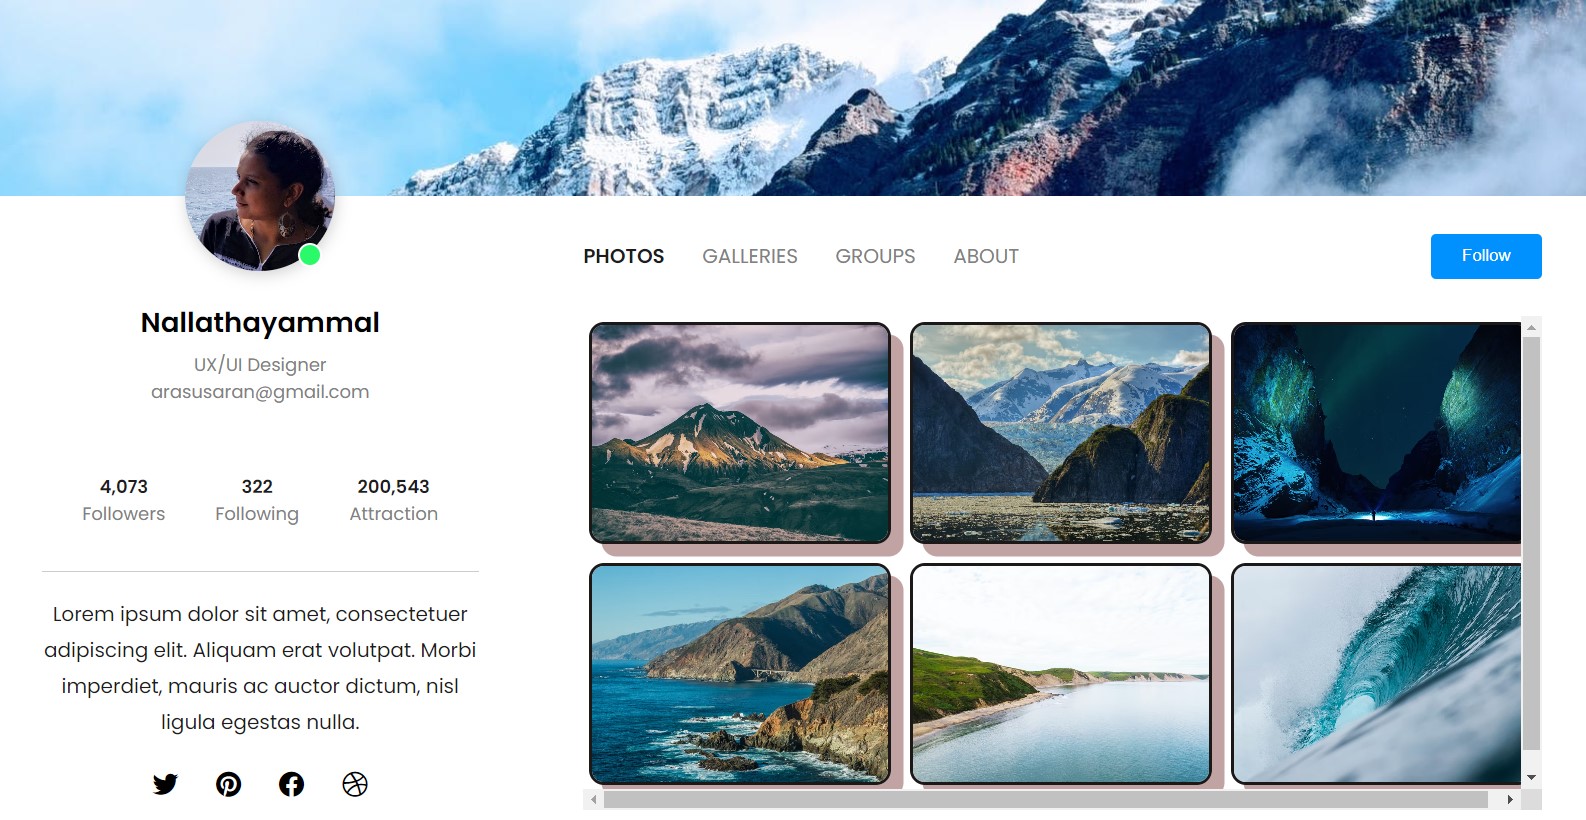 PHOTOS GALLERIES GROUPS ABOUT Follow
Nallathayammal
UX/UI Designer
arasusaran@gmail.com
4,073 322 200,543
Followers Following Attraction
Lorem ipsum dolor sit amet, consectetuer
adipiscing elit. Aliquam erat volutpat. Morbi
imperdiet, mauris ac auctor dictum, nisl
ligula egestas nulla.